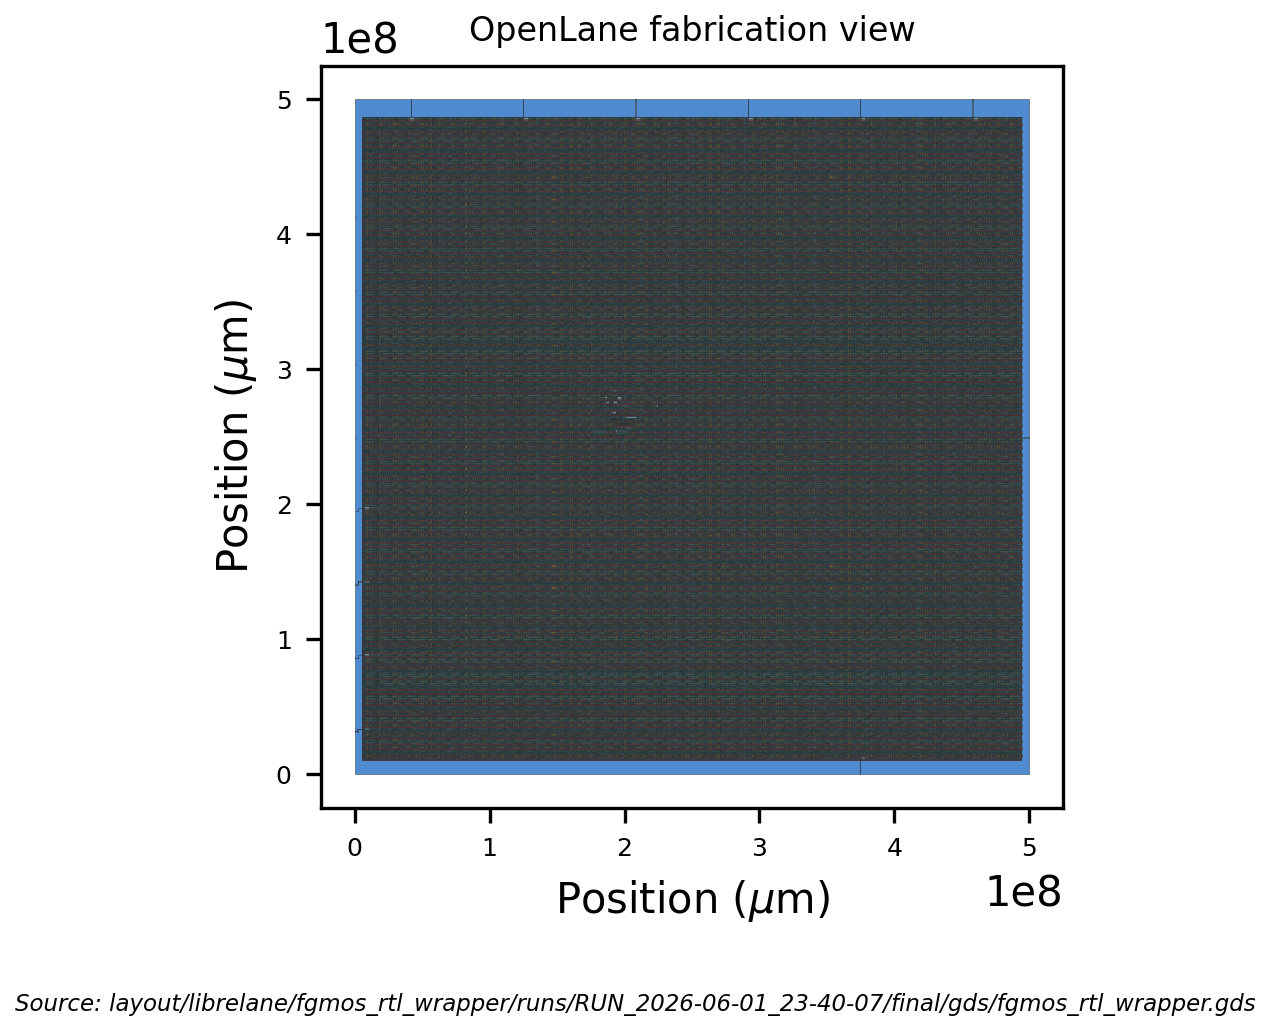 OpenLane fabrication view
1e8
5
4
3
2
1
0
Position (μm)
0 1 2 3 4 5
1e8
Position (μm)
Source: layout/librelane/fgmos_rtl_wrapper/runs/RUN_2026-06-01_23-40-07/final/gds/fgmos_rtl_wrapper.gds